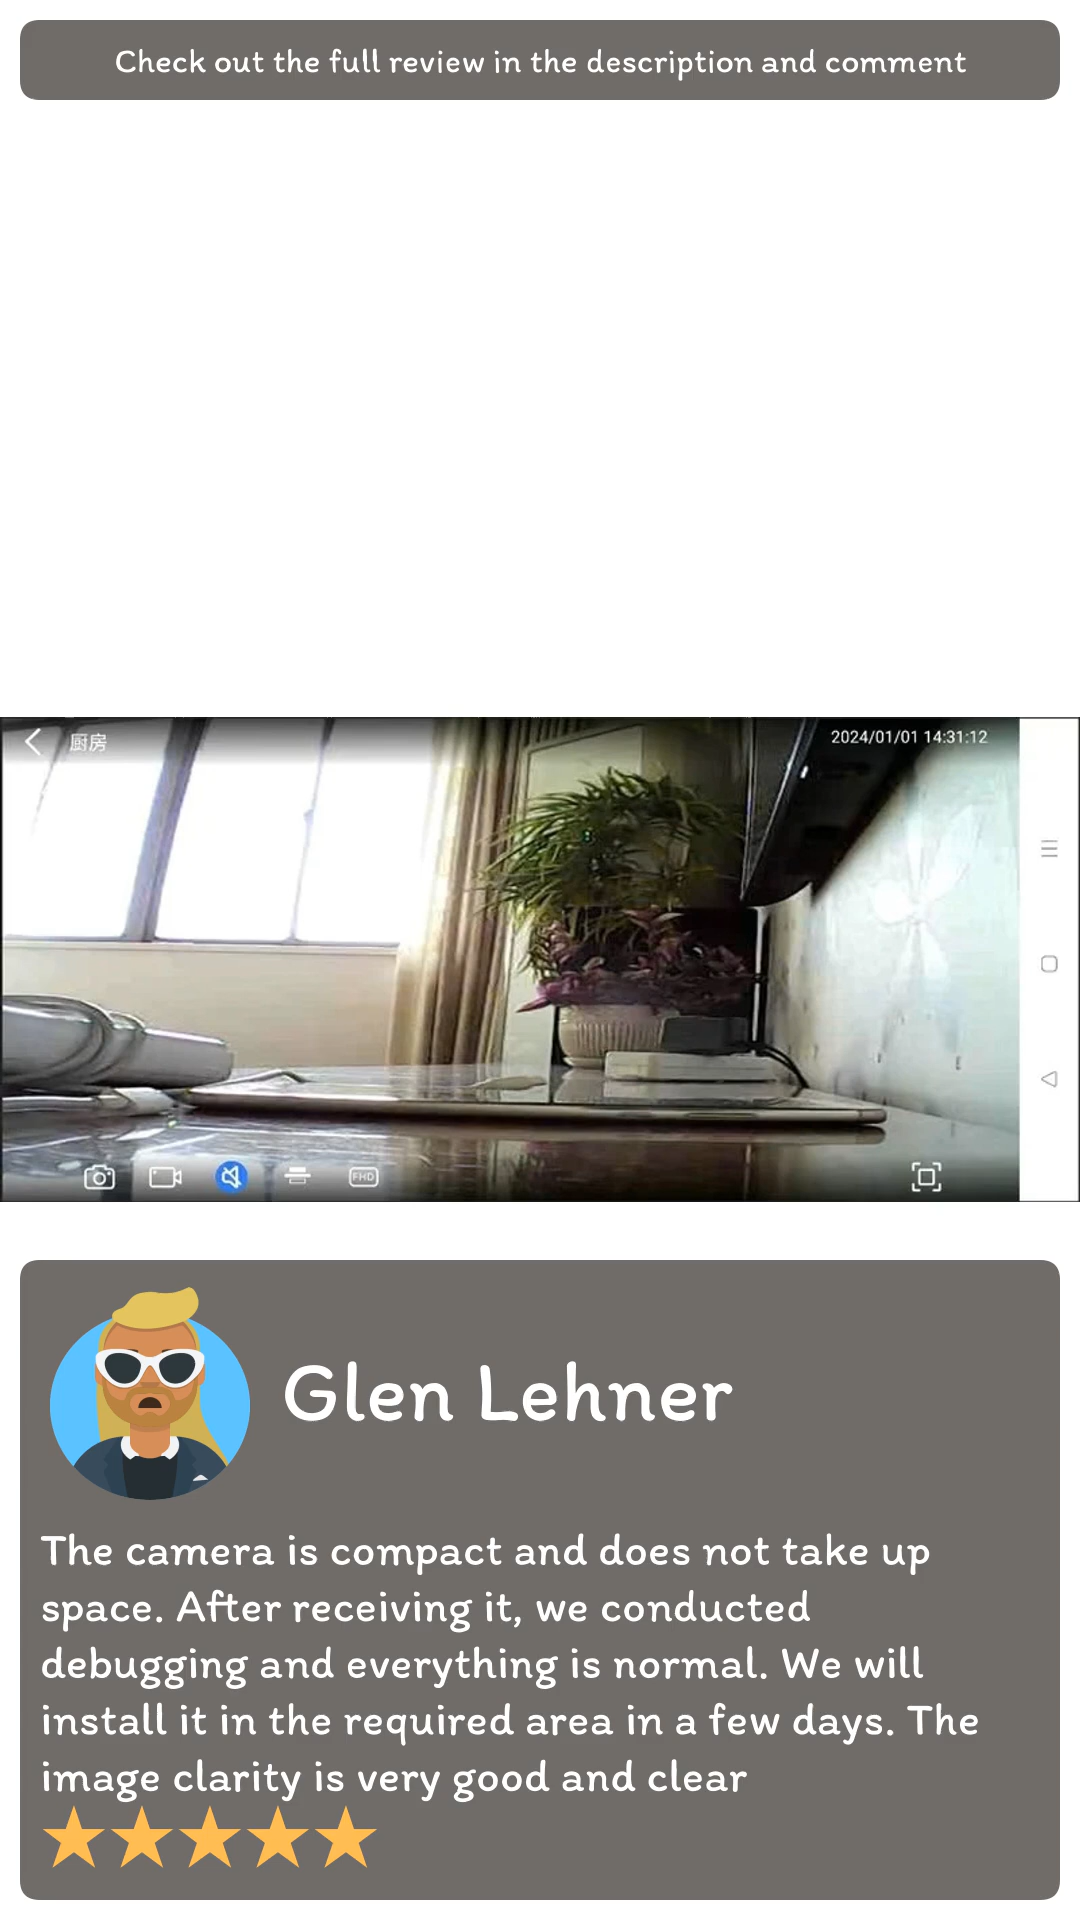 Check out the full review in the description and comment
厨房
2024/01/01 14:31:12
FHD
Glen Lehner
The camera is compact and does not take up
space. After receiving it, we conducted
debugging and everything is normal. We will
install it in the required area in a few days. The
image clarity is very good and clear